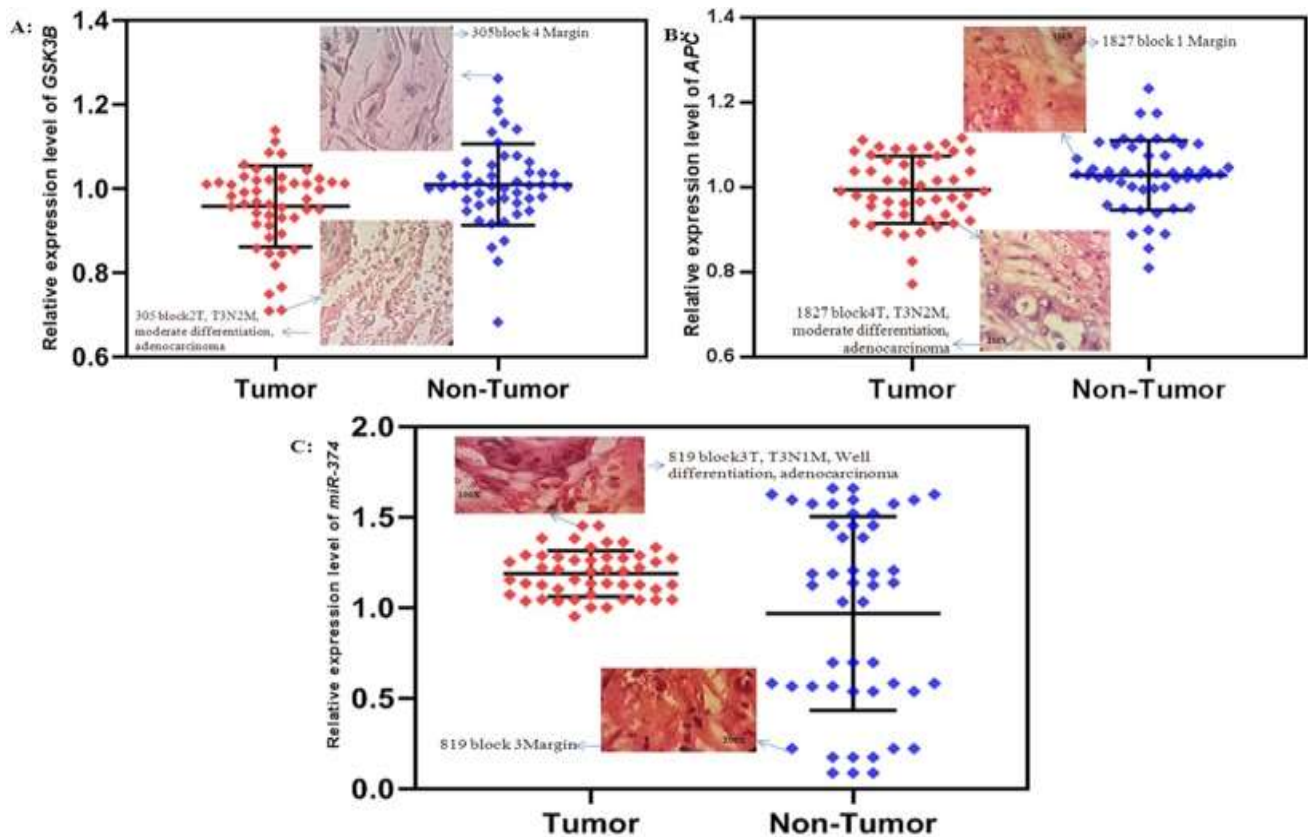 A:
Relative expression level of GSK3B
1.4
1.2
1.0
0.8
0.6
305block 4 Margin
305 block2T, T3N2M,
moderate differentiation,
adenocarcinoma
Tumor
Non-Tumor
B:
Relative expression level of APC
1.4
1.2
1.0
0.8
0.6
1827 block 1 Margin
1827 block4T, T3N2M,
moderate differentiation,
adenocarcinoma
Tumor
Non-Tumor
C:
Relative expression level of miR-374
2.0
1.5
1.0
0.5
0.0
819 block3T, T3N1M, Well
differentiation, adenocarcinoma
819 block 3Margin
Tumor
Non-Tumor